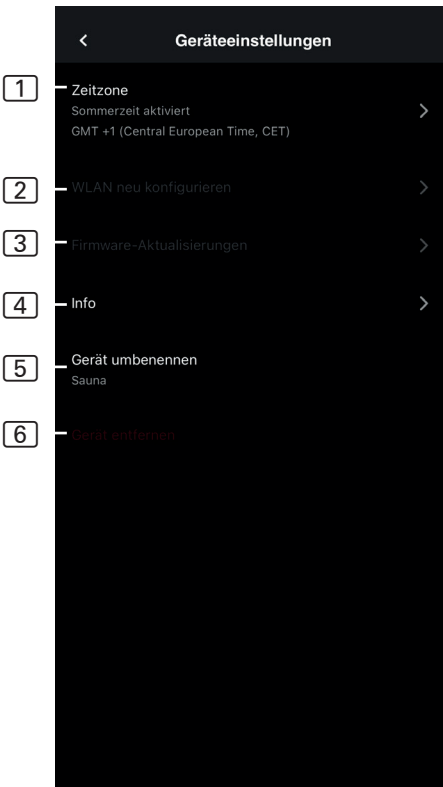 Geräteeinstellungen
1 Zeitzone
Sommerzeit aktiviert
GMT +1 (Central European Time, CET)
2 WLAN neu konfigurieren
3 Firmware-Aktualisierungen
4 Info
5 Gerät umbenennen
Sauna
6 Gerät entfernen